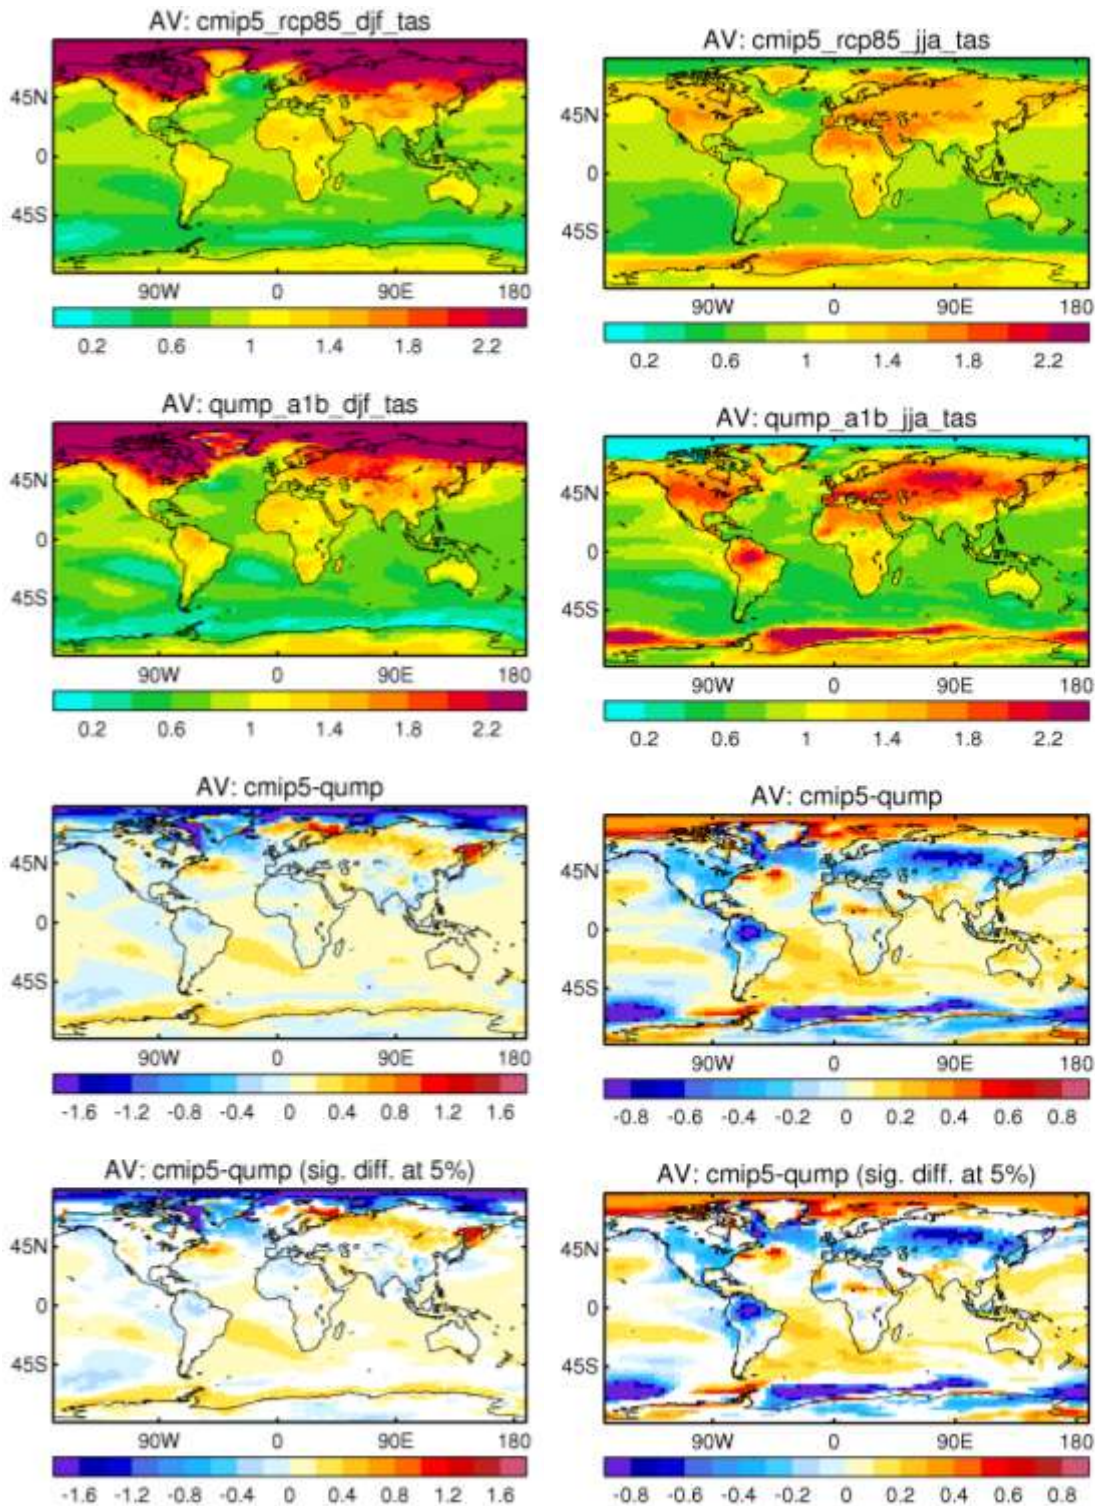 AV: cmip5_rcp85_djf_tas
45N
0
45S
90W 0 90E 180
0.2 0.6 1 1.4 1.8 2.2
AV: cmip5_rcp85_jja_tas
45N
0
45S
90W 0 90E 180
0.2 0.6 1 1.4 1.8 2.2
AV: qump_a1b_djf_tas
45N
0
45S
90W 0 90E 180
0.2 0.6 1 1.4 1.8 2.2
AV: qump_a1b_jja_tas
45N
0
45S
90W 0 90E 180
0.2 0.6 1 1.4 1.8 2.2
AV: cmip5-qump
45N
0
45S
90W 0 90E 180
-1.6 -1.2 -0.8 -0.4 0 0.4 0.8 1.2 1.6
AV: cmip5-qump
45N
0
45S
90W 0 90E 180
-0.8 -0.6 -0.4 -0.2 0 0.2 0.4 0.6 0.8
AV: cmip5-qump (sig. diff. at 5%)
45N
0
45S
90W 0 90E 180
-1.6 -1.2 -0.8 -0.4 0 0.4 0.8 1.2 1.6
AV: cmip5-qump (sig. diff. at 5%)
45N
0
45S
90W 0 90E 180
-0.8 -0.6 -0.4 -0.2 0 0.2 0.4 0.6 0.8